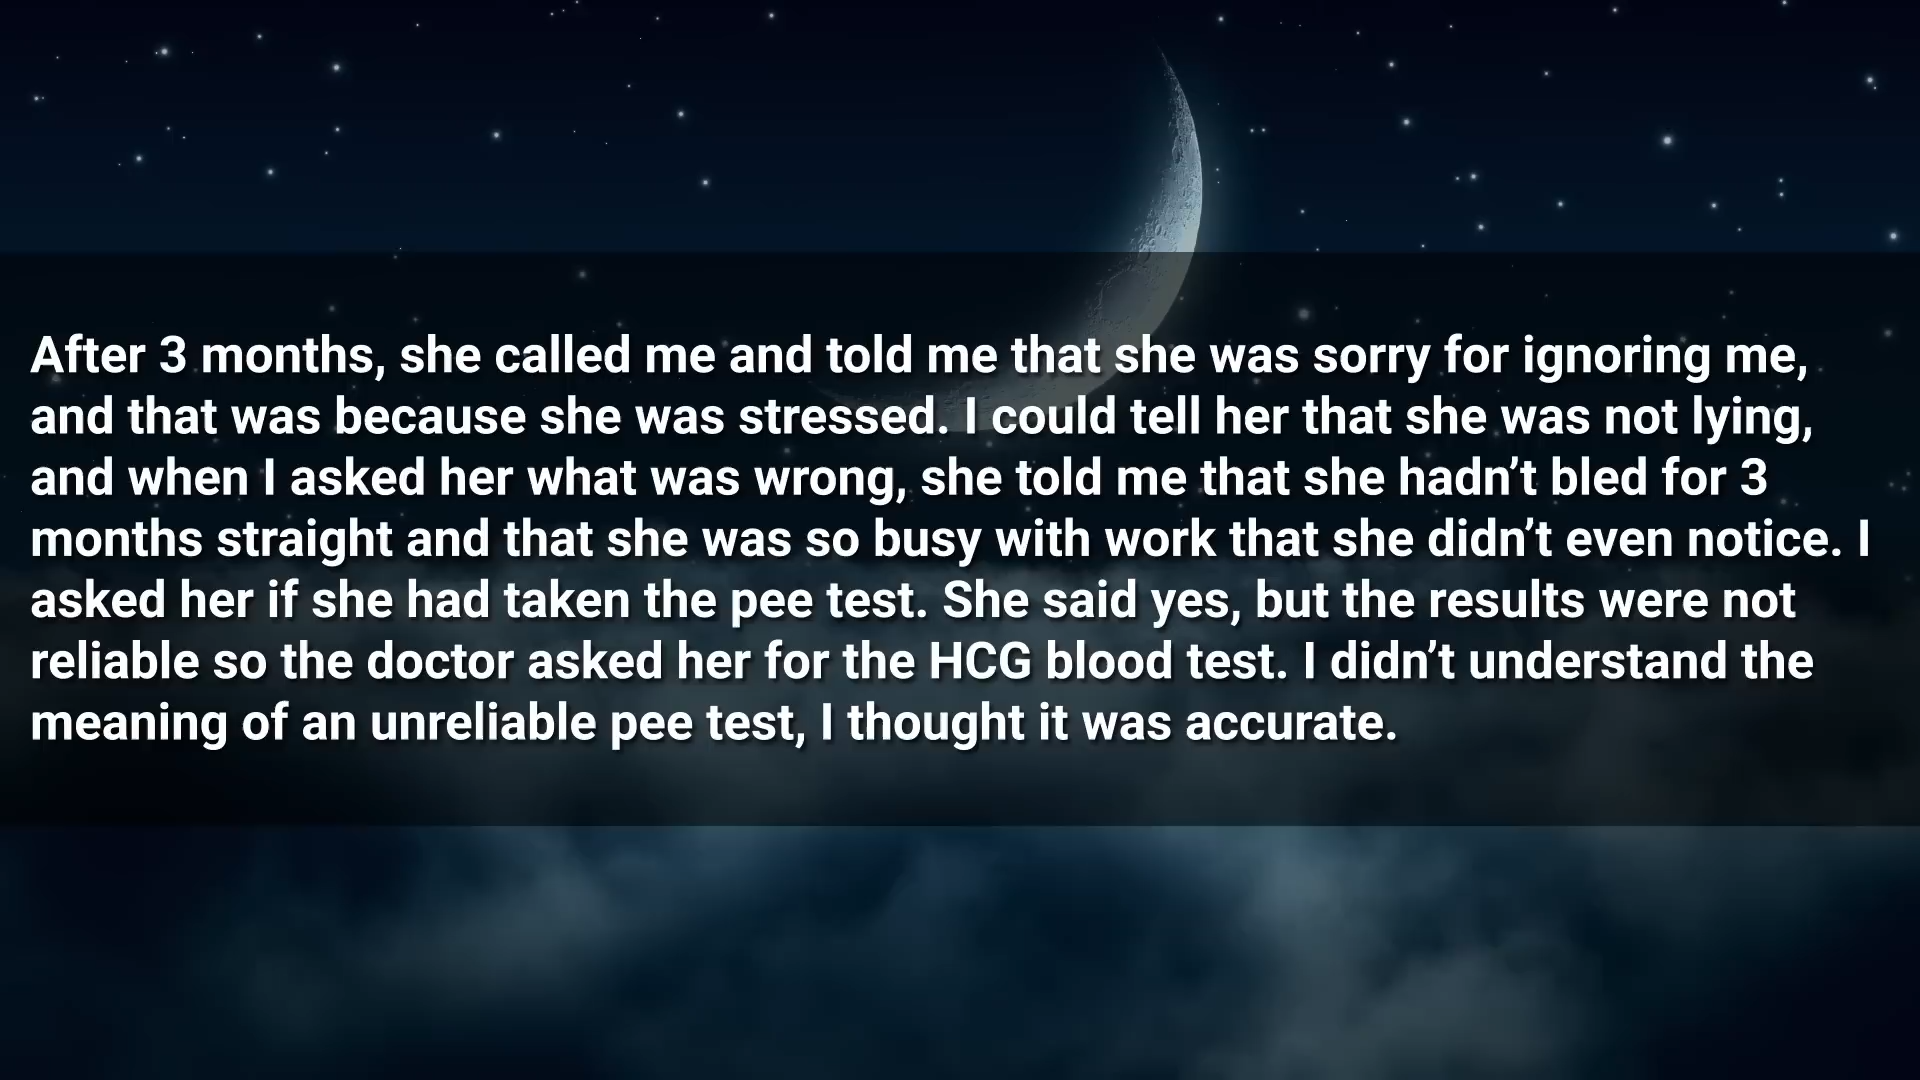 After 3 months, she called me and told me that she was sorry for ignoring me,
and that was because she was stressed. I could tell her that she was not lying,
and when I asked her what was wrong, she told me that she hadn’t bled for 3
months straight and that she was so busy with work that she didn’t even notice. I
asked her if she had taken the pee test. She said yes, but the results were not
reliable so the doctor asked her for the HCG blood test. I didn’t understand the
meaning of an unreliable pee test, I thought it was accurate.